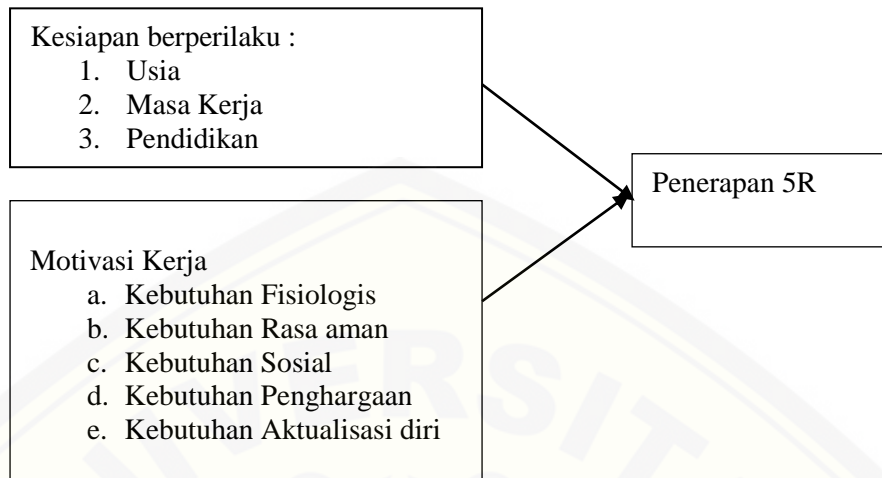 Kesiapan berperilaku :
1. Usia
2. Masa Kerja
3. Pendidikan
Penerapan 5R
Motivasi Kerja
a. Kebutuhan Fisiologis
b. Kebutuhan Rasa aman
c. Kebutuhan Sosial
d. Kebutuhan Penghargaan
e. Kebutuhan Aktualisasi diri